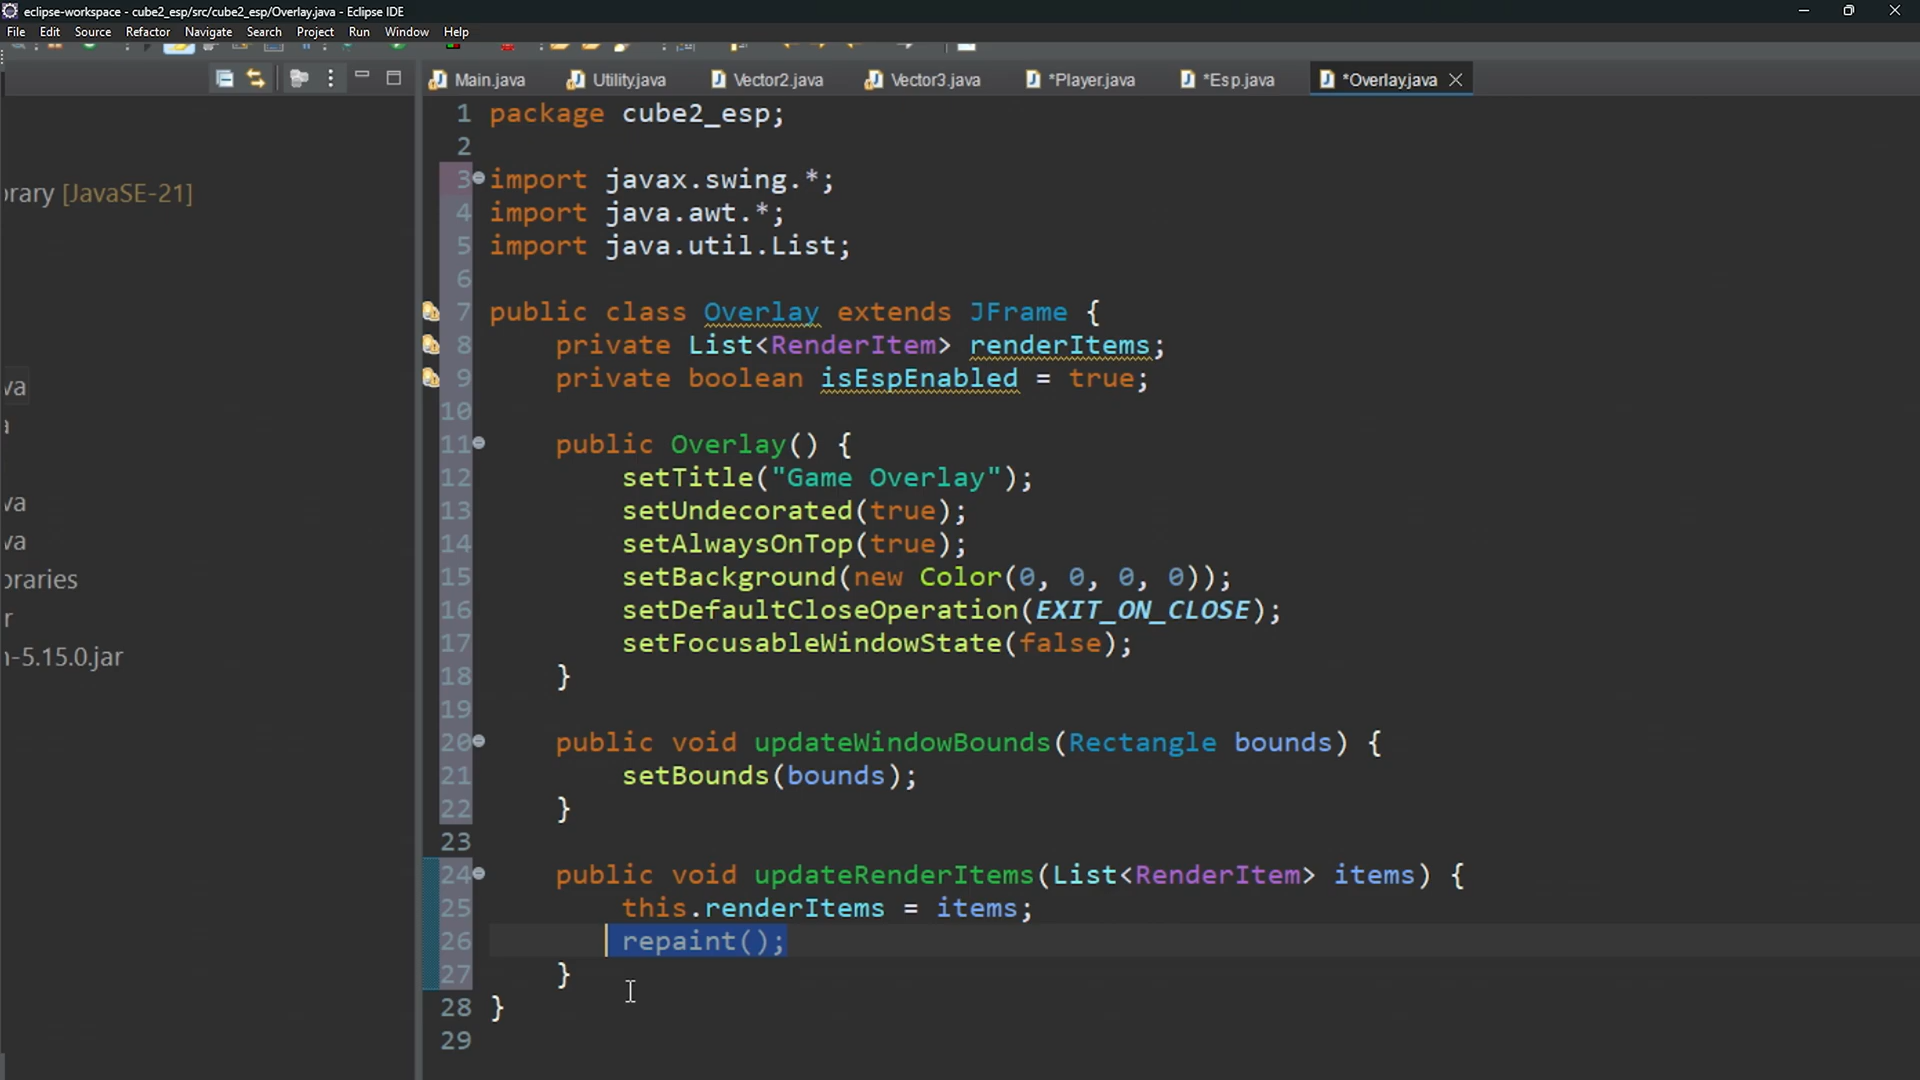 eclipse-workspace - cube2_esp/src/cube2_esp/Overlay.java - Eclipse IDE
File Edit Source Refactor Navigate Search Project Run Window Help
Main.java Utility.java Vector2.java Vector3.java *Player.java *Esp.java *Overlay.java
1 package cube2_esp;
2
3 import javax.swing.*;
4 import java.awt.*;
5 import java.util.List;
6
7 public class Overlay extends JFrame {
8 private List<RenderItem> renderItems;
9 private boolean isEspEnabled = true;
10
11 public Overlay() {
12 setTitle("Game Overlay");
13 setUndecorated(true);
14 setAlwaysOnTop(true);
15 setBackground(new Color(0, 0, 0, 0));
16 setDefaultCloseOperation(EXIT_ON_CLOSE);
17 setFocusableWindowState(false);
18 }
19
20 public void updateWindowBounds(Rectangle bounds) {
21 setBounds(bounds);
22 }
23
24 public void updateRenderItems(List<RenderItem> items) {
25 this.renderItems = items;
26 repaint();
27 }
28 }
29
brary [JavaSE-21]
va
a
va
va
braries
r
-5.15.0.jar